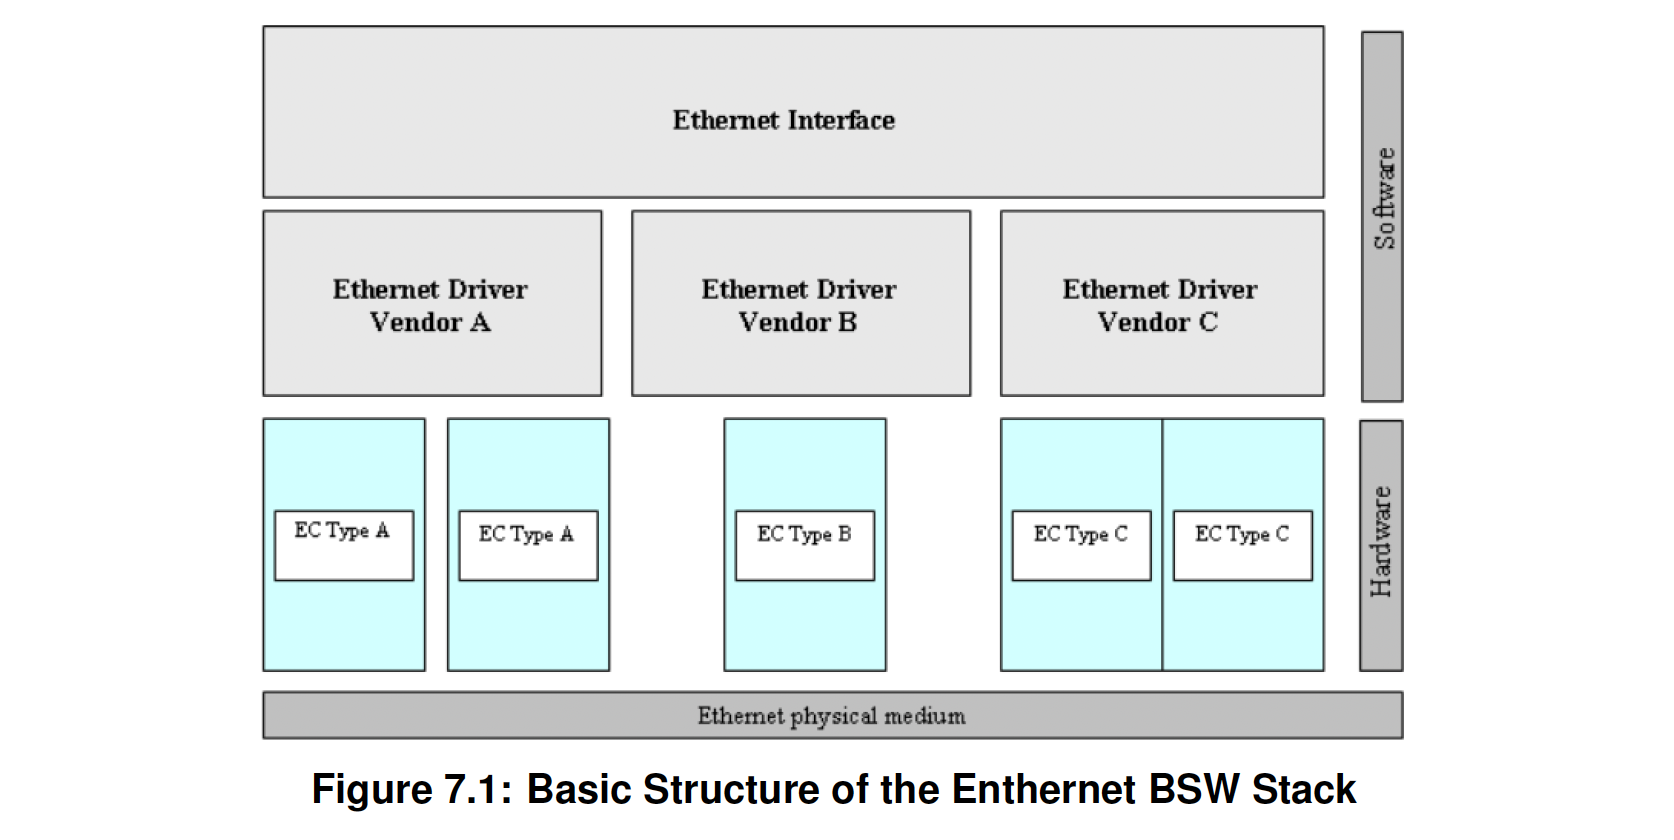 Ethernet Interface
Software
Ethernet Driver
Vendor A
Ethernet Driver
Vendor B
Ethernet Driver
Vendor C
EC Type A
EC Type A
EC Type B
EC Type C
EC Type C
Hardware
Ethernet physical medium
Figure 7.1: Basic Structure of the Enthernet BSW Stack